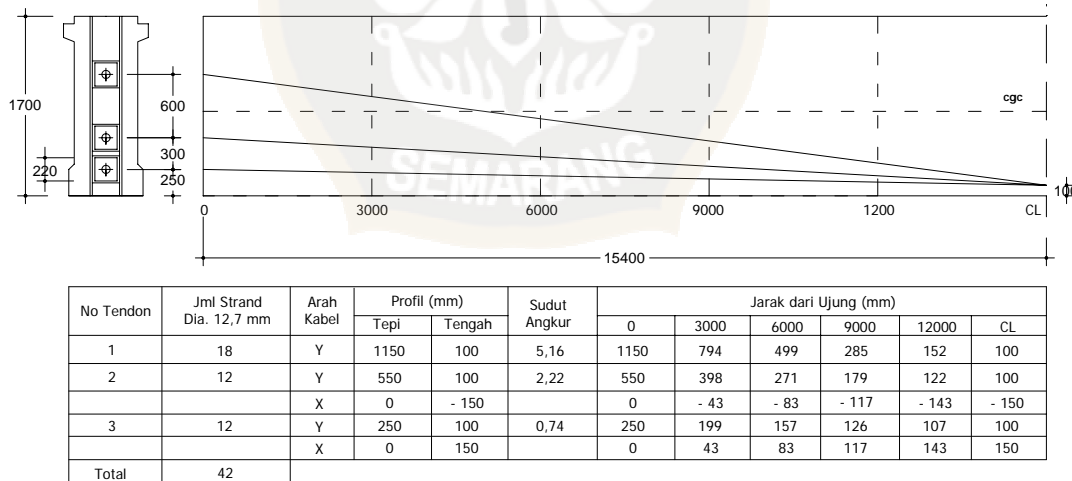 1700
220
600
300
250
cgc
SEMARANG
0 3000 6000 9000 1200 CL
15400
No Tendon Jml Strand Dia. 12,7 mm Arah Kabel Profil (mm) Sudut Angkur Jarak dari Ujung (mm)
Tepi Tengah 0 3000 6000 9000 12000 CL
1 18 Y 1150 100 5,16 1150 794 499 285 152 100
2 12 Y 550 100 2,22 550 398 271 179 122 100
X 0 - 150 0 - 43 - 83 - 117 - 143 - 150
3 12 Y 250 100 0,74 250 199 157 126 107 100
X 0 150 0 43 83 117 143 150
Total 42